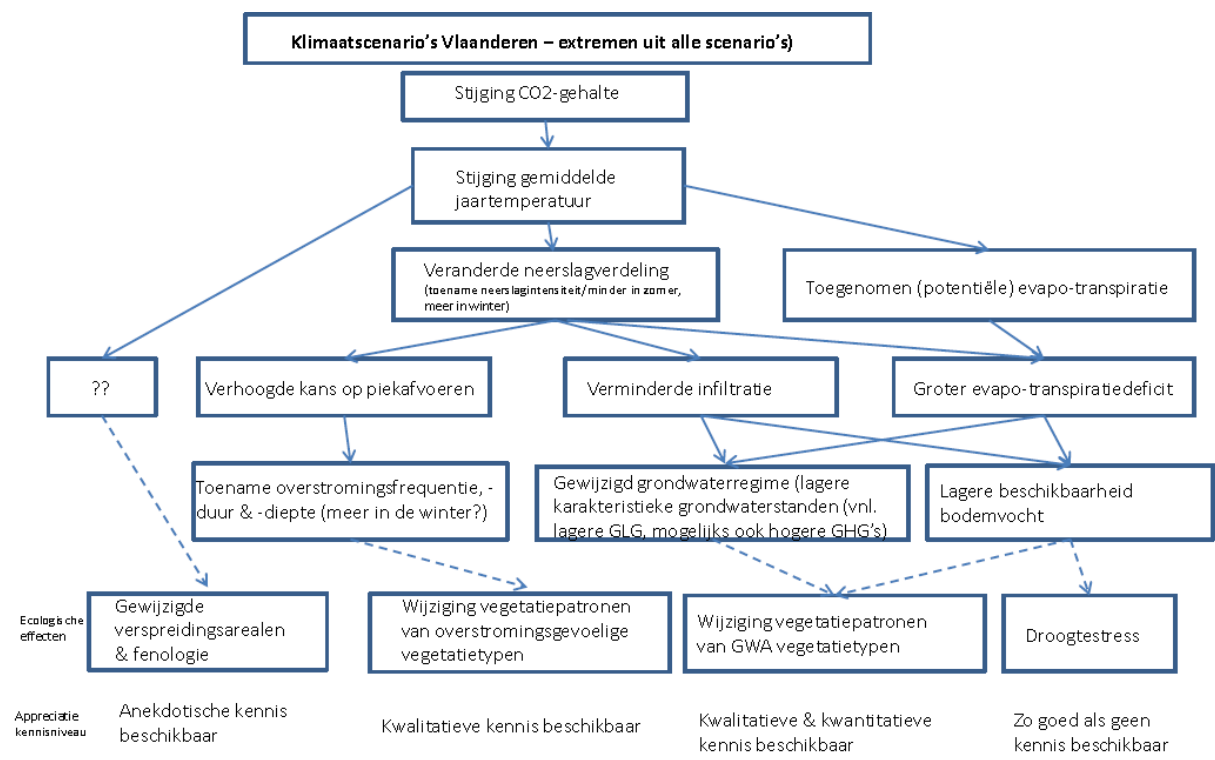 Klimaatscenario's Vlaanderen – extremen uit alle scenario's)
Stijging CO2-gehalte
Stijging gemiddelde
jaartemperatuur
Veranderde neerslagverdeling
(toename neerslagintensiteit/minder in zomer,
meer in winter)
Toegenomen (potentiële) evapo-transpiratie
??
Verhoogde kans op piekafvoeren
Verminderde infiltratie
Groter evapo-transpiratiedeficit
Toename overstromingsfrequentie, -
duur & -diepte (meer in de winter?)
Gewijzigd grondwaterregime (lagere
karakteristieke grondwaterstanden (vnl.
lagere GLG, mogelijks ook hogere GHG's)
Lagere beschikbaarheid
bodemvocht
Ecologische
effecten
Gewijzigde
verspreidingsarealen
& fenologie
Wijziging vegetatiepatronen
van overstromingsgevoelige
vegetatietypen
Wijziging vegetatiepatronen
van GWA vegetatietypen
Droogtestress
Appreciatie
kennisniveau
Anekdotische kennis
beschikbaar
Kwalitatieve kennis beschikbaar
Kwalitatieve & kwantitatieve
kennis beschikbaar
Zo goed als geen
kennis beschikbaar